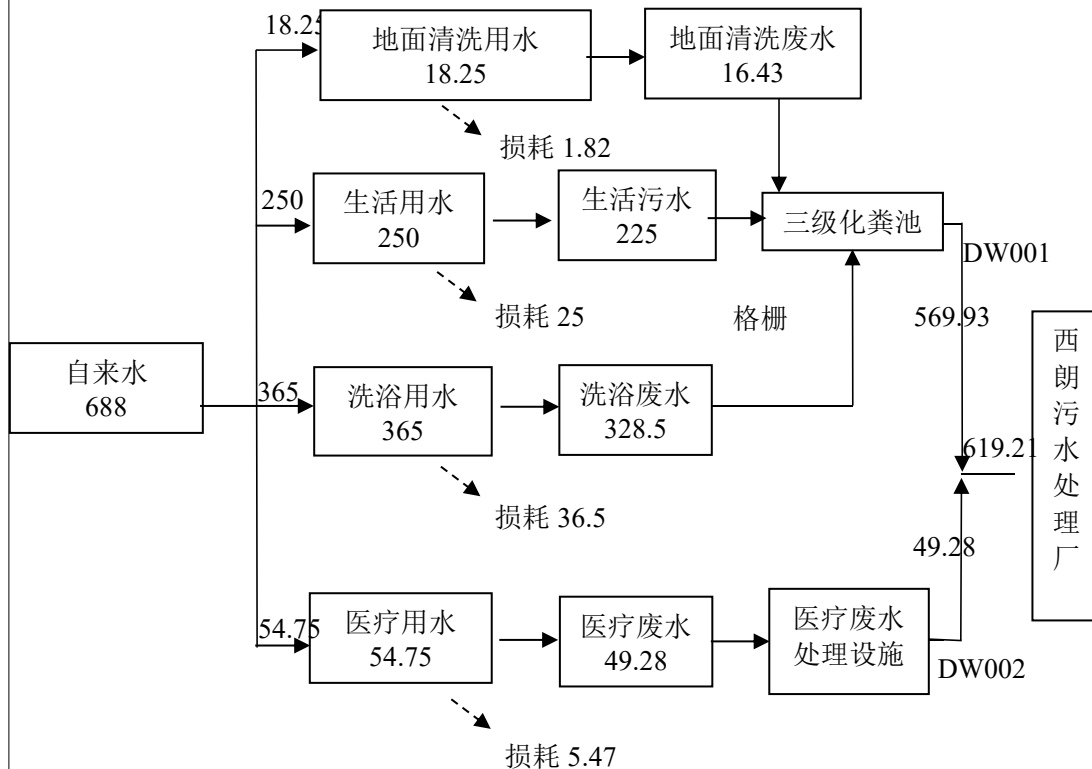 18.25
地面清洗用水
18.25
地面清洗废水
16.43
损耗 1.82
250
生活用水
250
生活污水
225
三级化粪池
DW001
损耗 25
格栅
569.93
自来水
688
365
洗浴用水
365
洗浴废水
328.5
619.21
西
朗
污
水
处
理
厂
损耗 36.5
49.28
54.75
医疗用水
54.75
医疗废水
49.28
医疗废水
处理设施
DW002
损耗 5.47